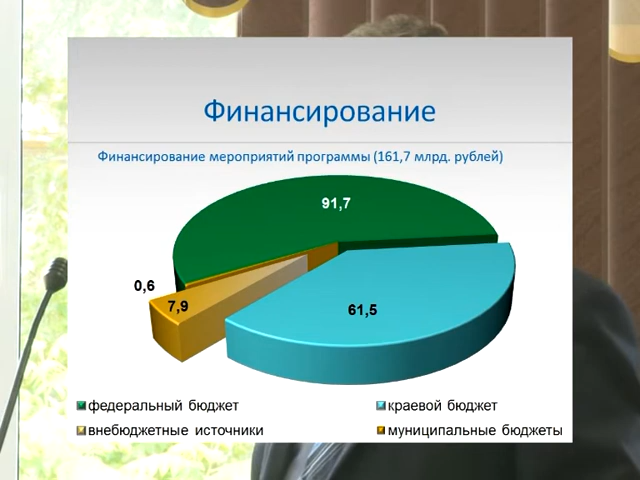 Финансирование
Финансирование мероприятий программы (161,7 млрд. рублей)
91,7
0,6
7,9
61,5
федеральный бюджет
краевой бюджет
внебюджетные источники
муниципальные бюджеты